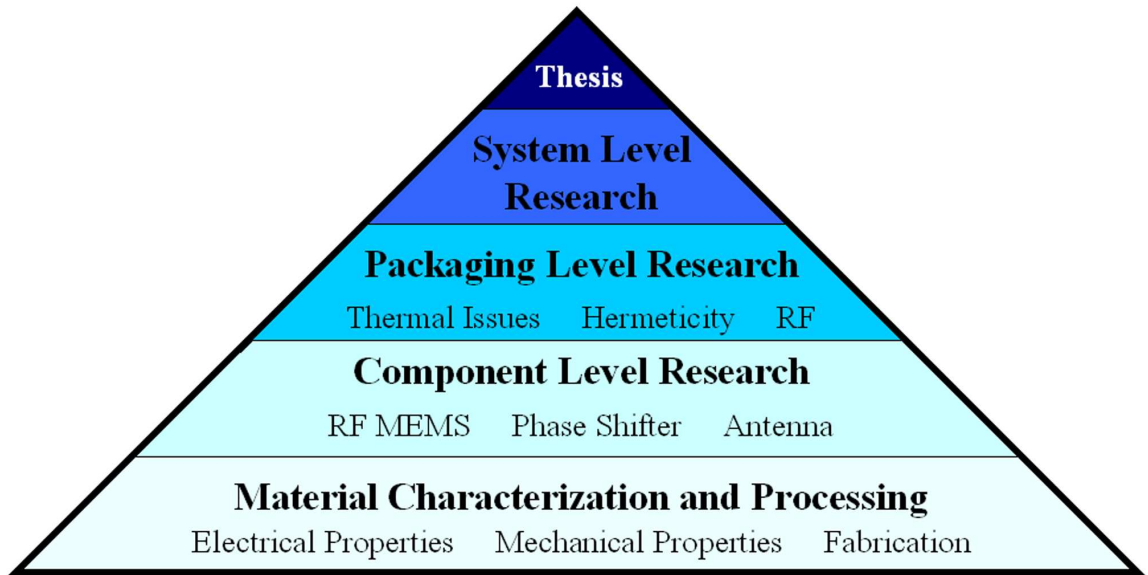 Thesis
System Level
Research
Packaging Level Research
Thermal Issues Hermeticity RF
Component Level Research
RF MEMS Phase Shifter Antenna
Material Characterization and Processing
Electrical Properties Mechanical Properties Fabrication